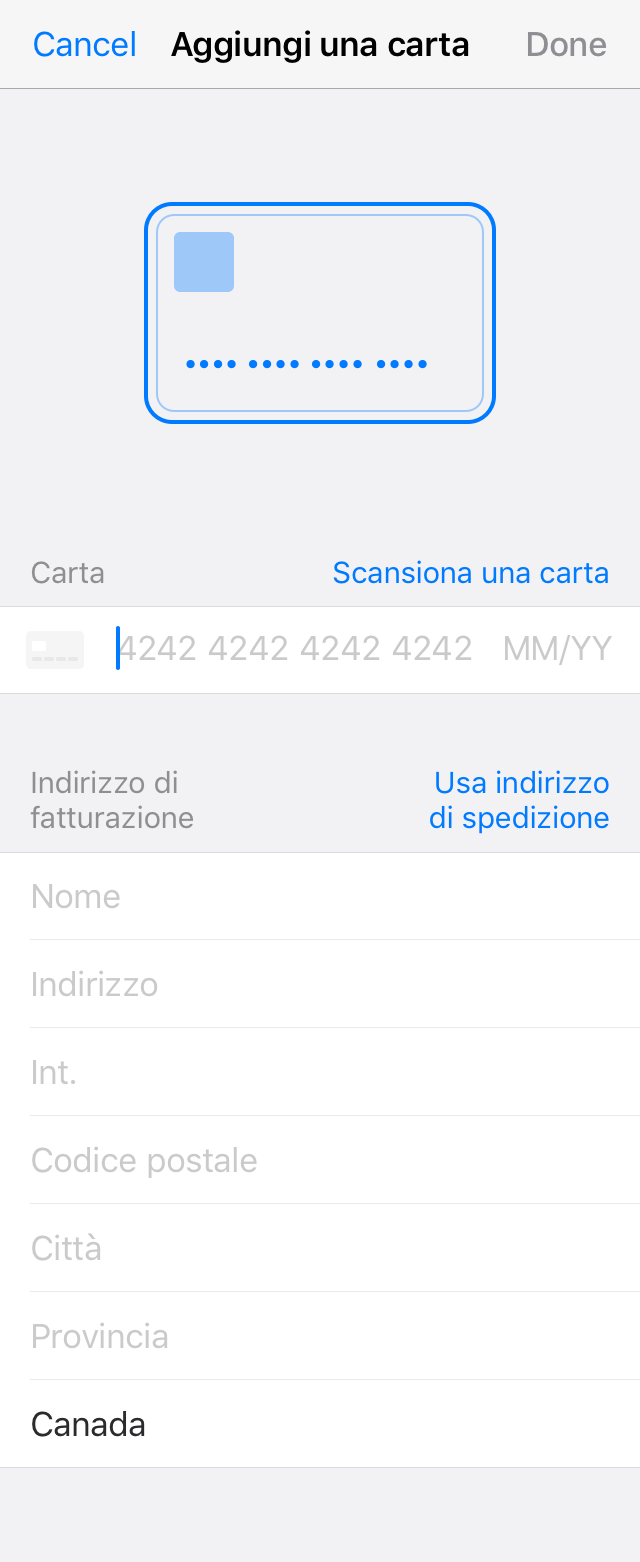 Cancel Aggiungi una carta Done
Carta Scansiona una carta
4242 4242 4242 4242 MM/YY
Indirizzo di fatturazione
Usa indirizzo di spedizione
Nome
Indirizzo
Int.
Codice postale
Città
Provincia
Canada